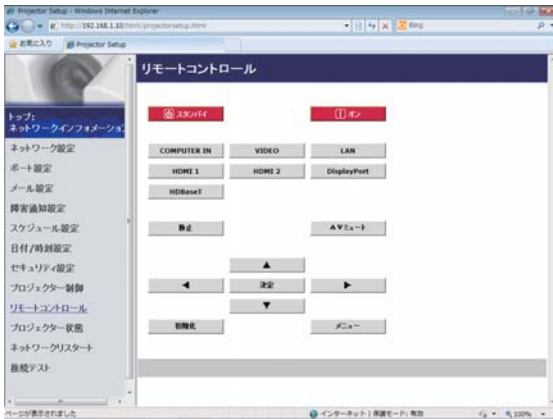 Projector Setup - Windows Internet Explorer
http://192.168.1.10/html/projectorsetup.html
Bing
お気に入り
Projector Setup
リモートコントロール
スタンバイ
オン
トップ:
ネットワークインフォメーション
ネットワーク設定
COMPUTER IN
VIDEO
LAN
ポート設定
HDMI 1
HDMI 2
DisplayPort
メール設定
HDBaseT
障害通知設定
スケジュール設定
静止
AVミュート
日付/時刻設定
セキュリティ設定
▲
プロジェクター制御
◀
決定
▶
リモートコントロール
▼
プロジェクター状態
初期化
メニュー
ネットワークリスタート
接続テスト
ページが表示されました
インターネット | 保護モード: 有効
100%